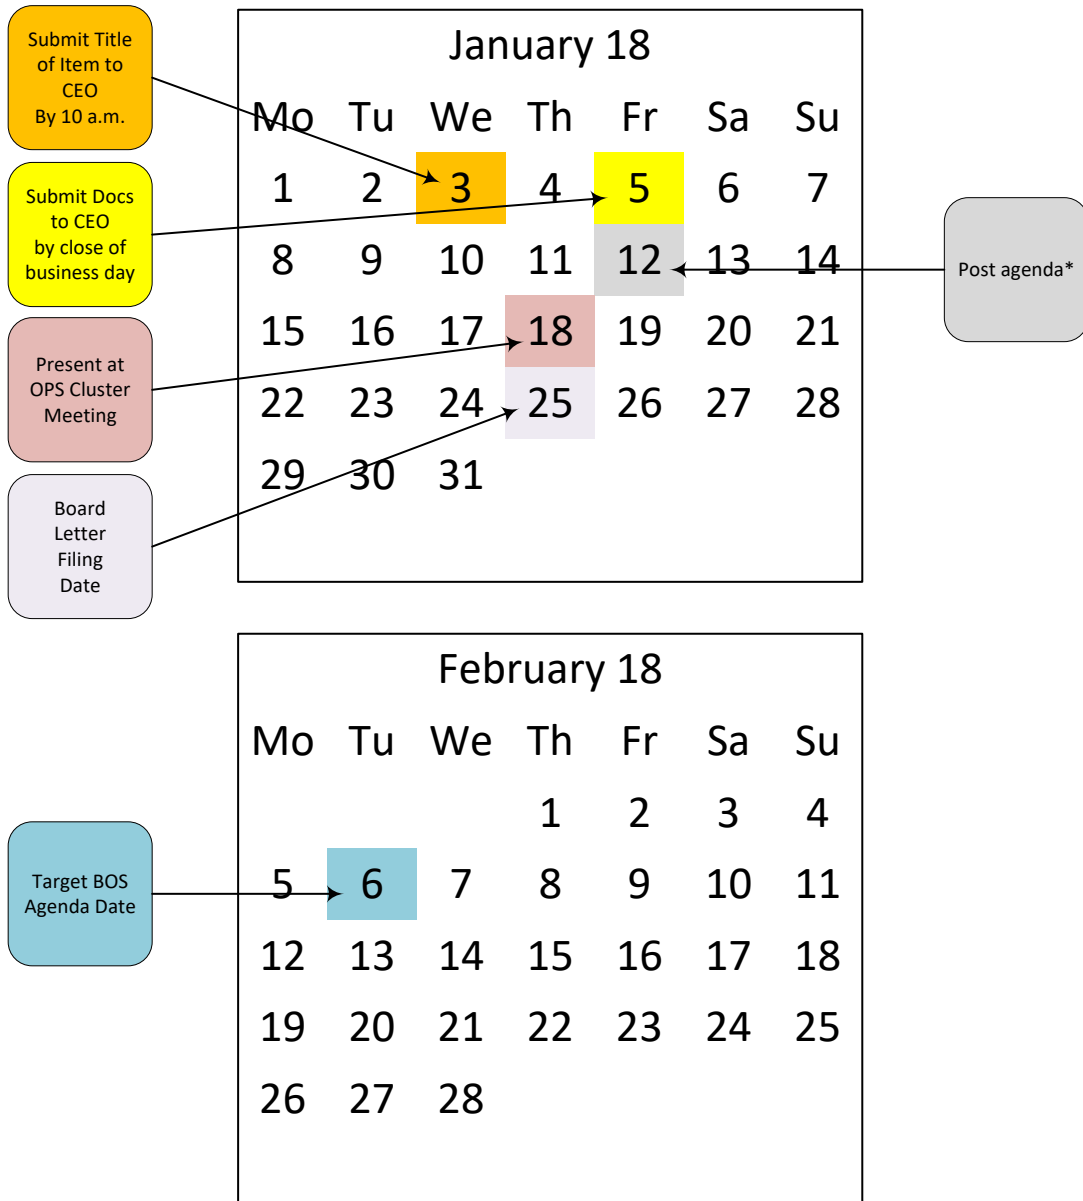 Submit Title
of Item to
CEO
By 10 a.m.
Submit Docs
to CEO
by close of
business day
Present at
OPS Cluster
Meeting
Board
Letter
Filing
Date
January 18
Mo Tu We Th Fr Sa Su
1 2 3 4 5 6 7
8 9 10 11 12 13 14
15 16 17 18 19 20 21
22 23 24 25 26 27 28
29 30 31
Post agenda*
Target BOS
Agenda Date
February 18
Mo Tu We Th Fr Sa Su
1 2 3 4
5 6 7 8 9 10 11
12 13 14 15 16 17 18
19 20 21 22 23 24 25
26 27 28